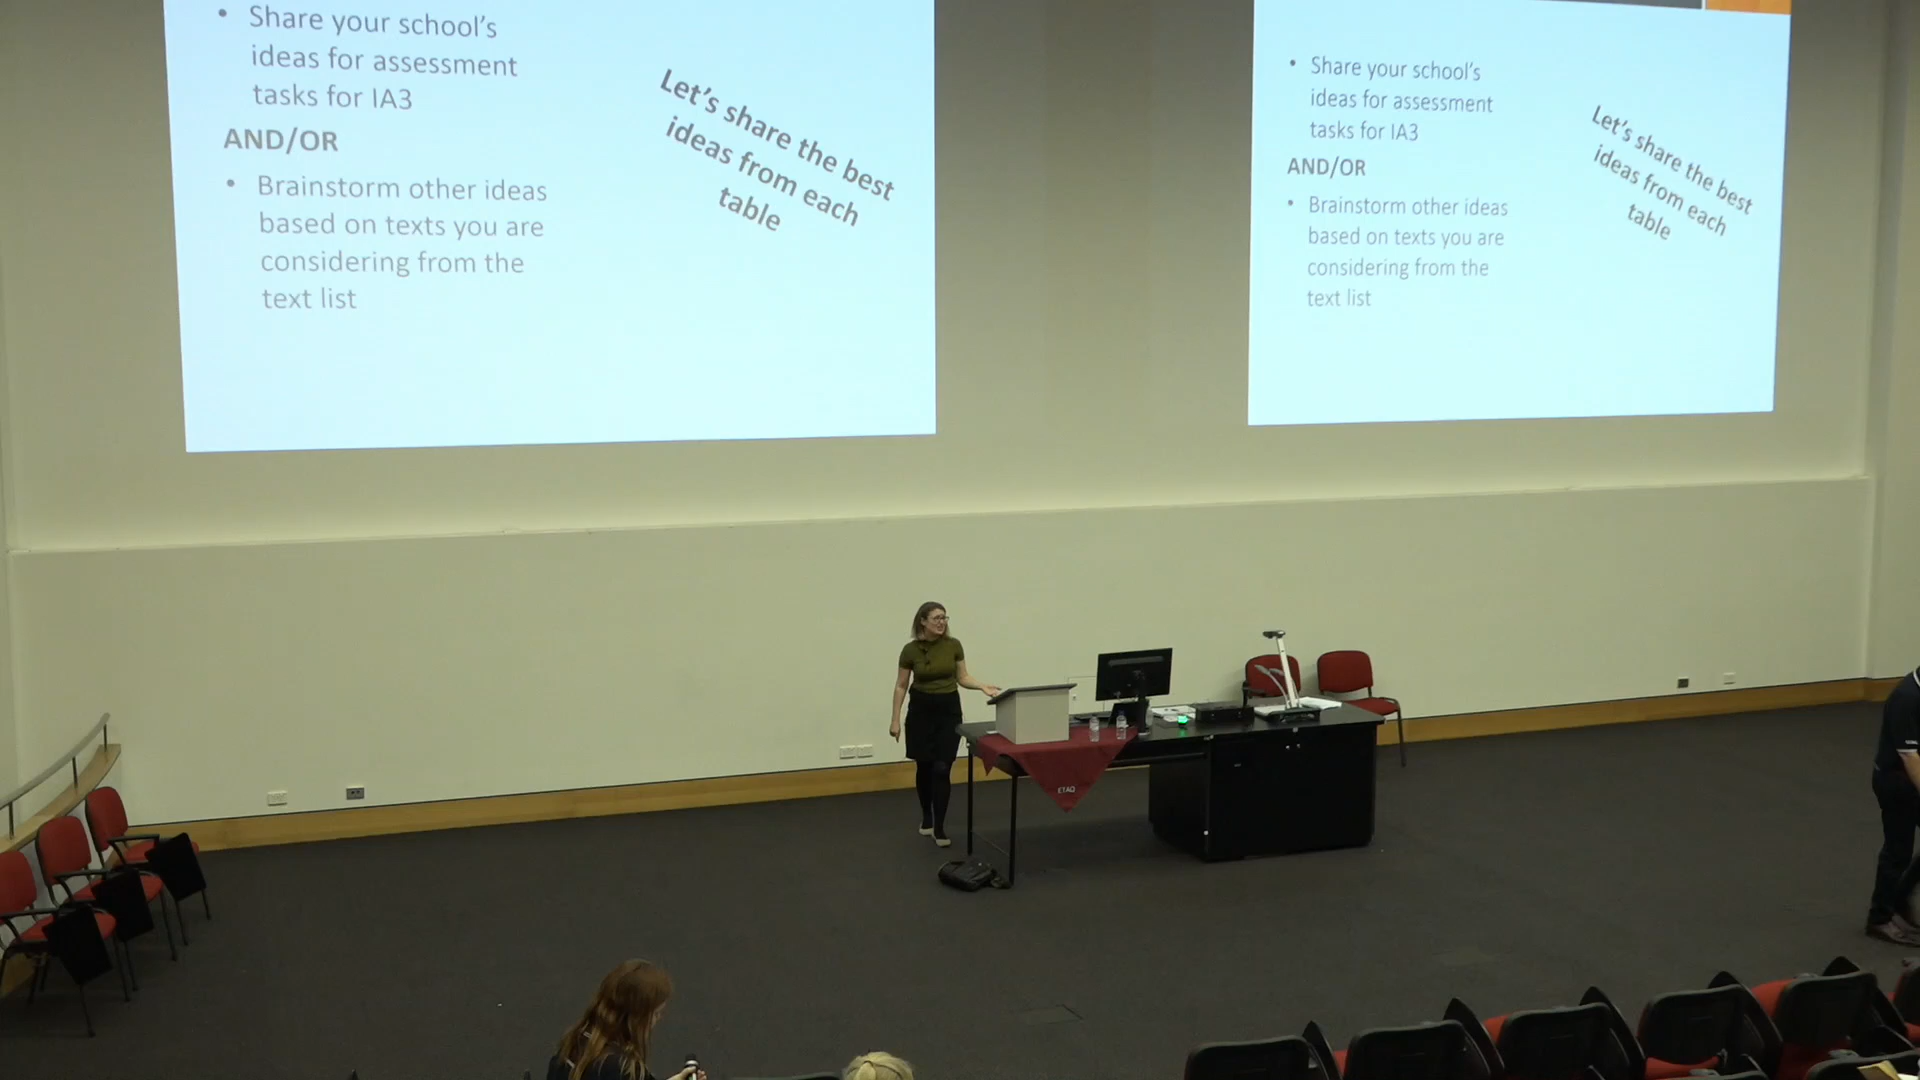 • Share your school's
ideas for assessment
tasks for IA3
AND/OR
• Brainstorm other ideas
based on texts you are
considering from the
text list
Let's share the best
ideas from each
table
• Share your school's
ideas for assessment
tasks for IA3
AND/OR
• Brainstorm other ideas
based on texts you are
considering from the
text list
Let's share the best
ideas from each
table
ETAQ